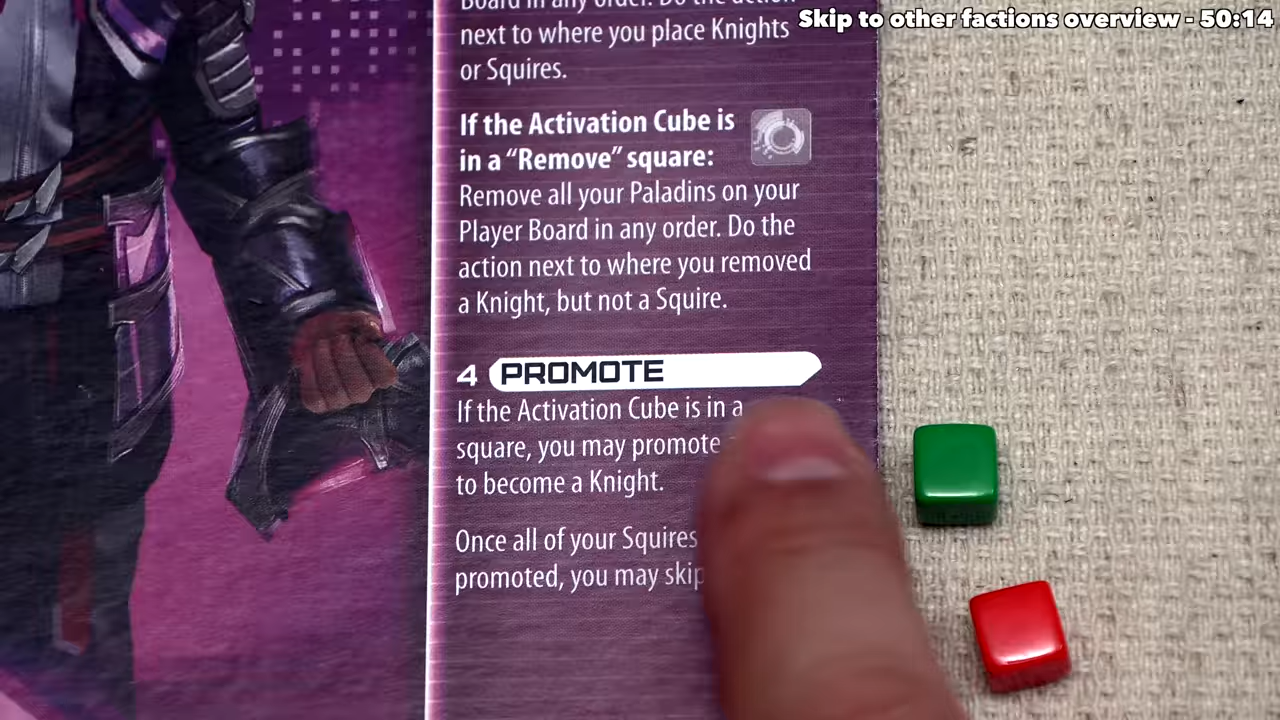 Skip to other factions overview - 50:14
Board in any order. Do the action
next to where you place Knights
or Squires.
If the Activation Cube is
in a “Remove” square:
Remove all your Paladins on your
Player Board in any order. Do the
action next to where you removed
a Knight, but not a Squire.
4 PROMOTE
If the Activation Cube is in a
square, you may promote
to become a Knight.
Once all of your Squires
promoted, you may skip